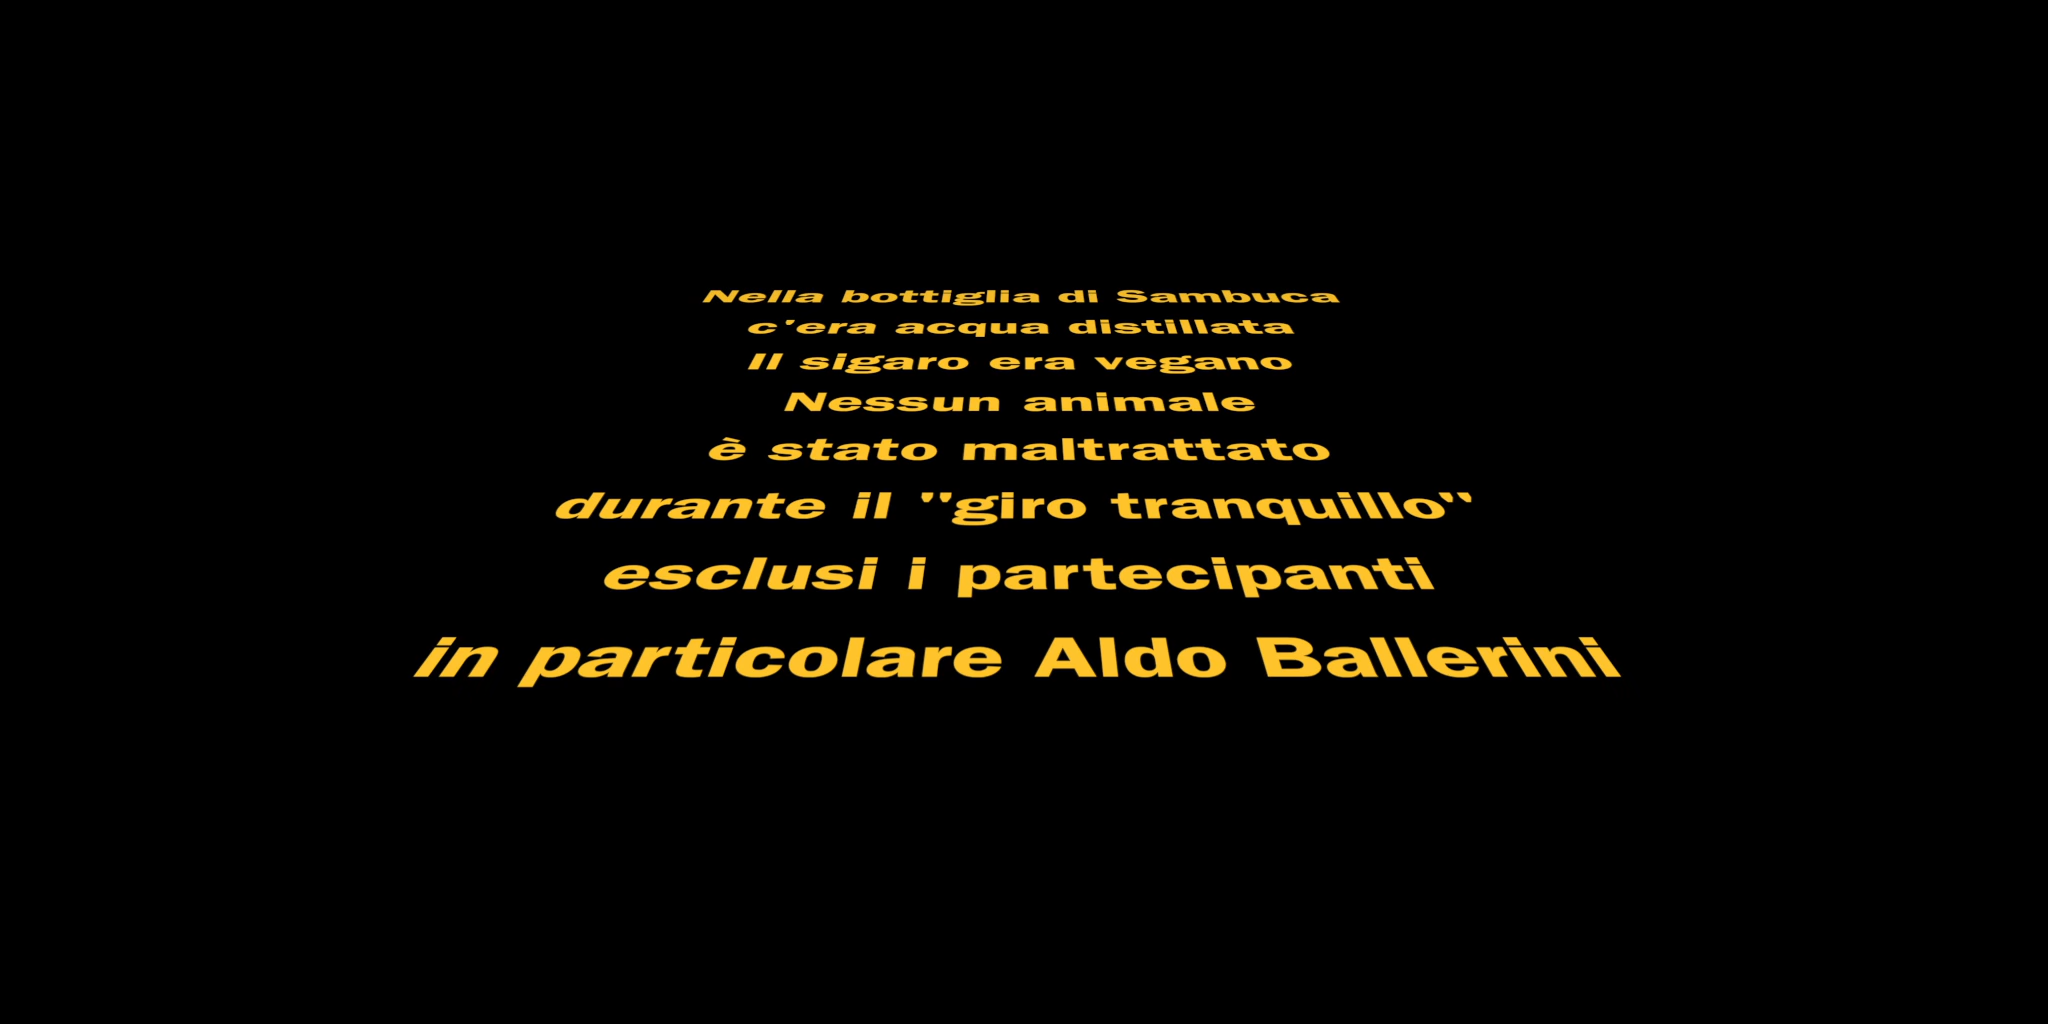 Nella bottiglia di Sambuca
c'era acqua distillata
Il sigaro era vegano
Nessun animale
è stato maltrattato
durante il "giro tranquillo"
esclusi i partecipanti
in particolare Aldo Ballerini